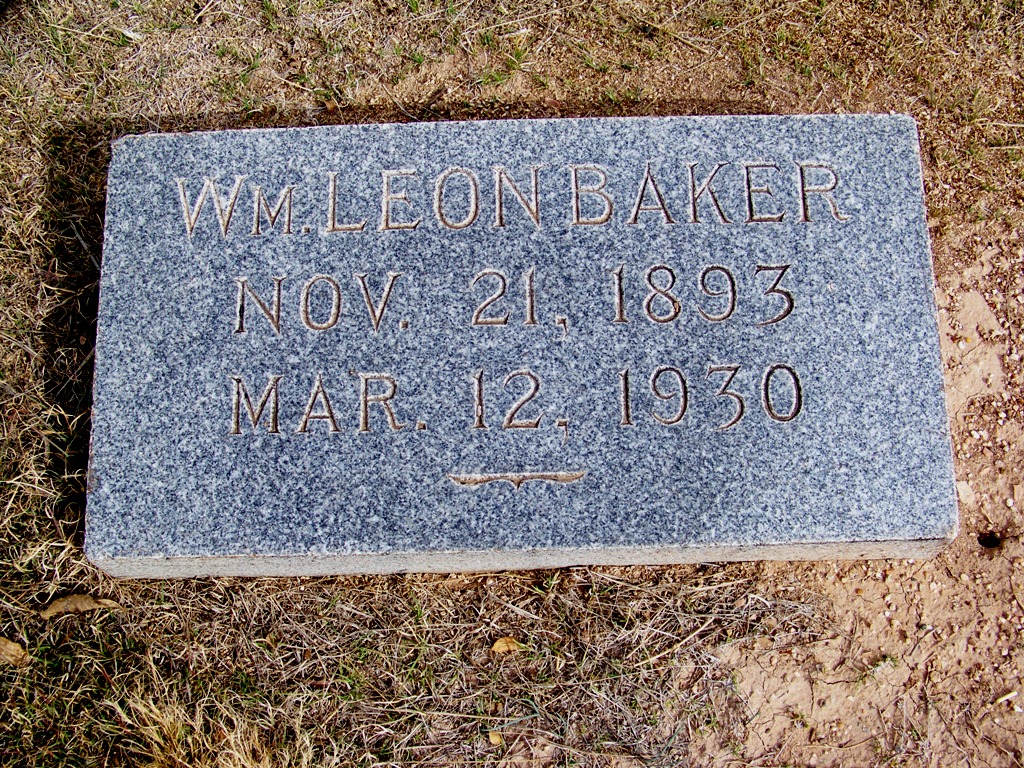 WM. LEON BAKER
NOV. 21, 1893
MAR. 12, 1930